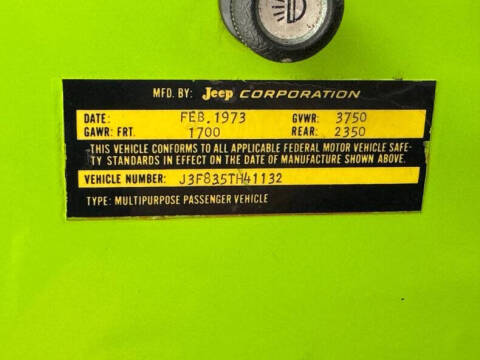 MFD. BY: Jeep CORPORATION
DATE: FEB, 1973 GVWR: 3750
GAWR: FRT. 1700 REAR: 2350
THIS VEHICLE CONFORMS TO ALL APPLICABLE FEDERAL MOTOR VEHICLE SAFE-
TY STANDARDS IN EFFECT ON THE DATE OF MANUFACTURE SHOWN ABOVE.
VEHICLE NUMBER: J3F835TH41132
TYPE: MULTIPURPOSE PASSENGER VEHICLE